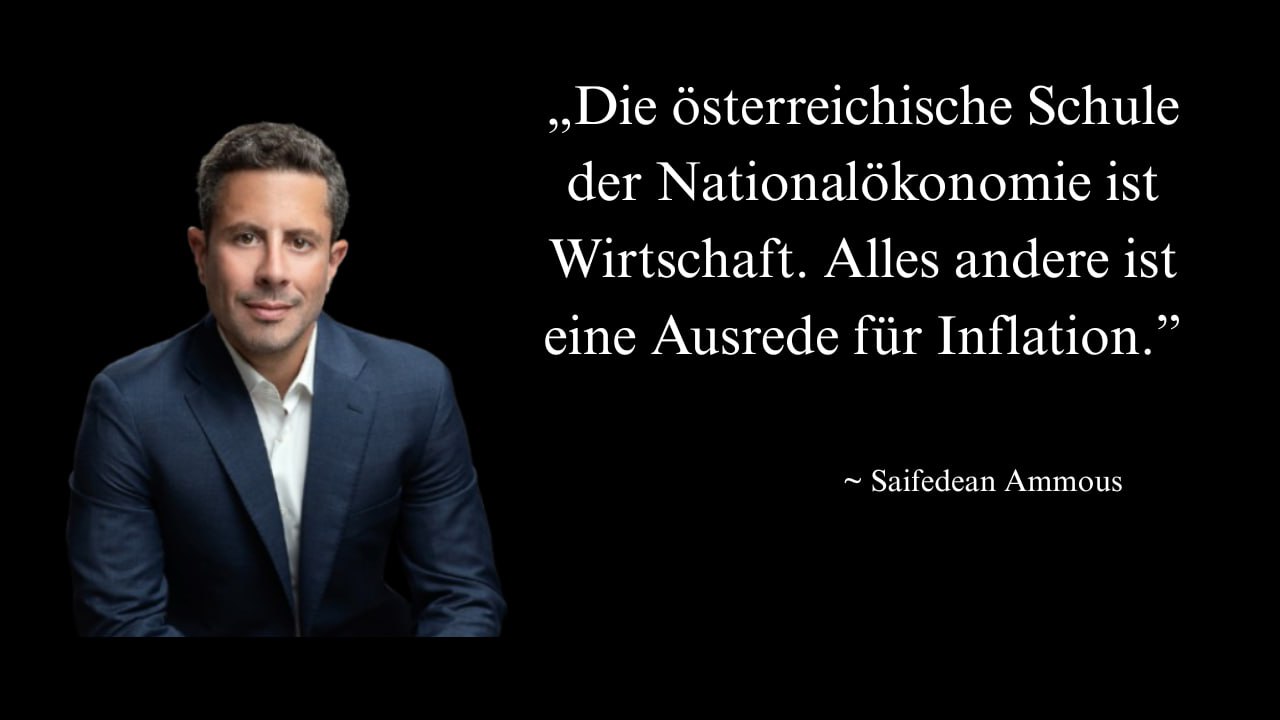 „Die österreichische Schule
der Nationalökonomie ist
Wirtschaft. Alles andere ist
eine Ausrede für Inflation.”
~ Saifedean Ammous